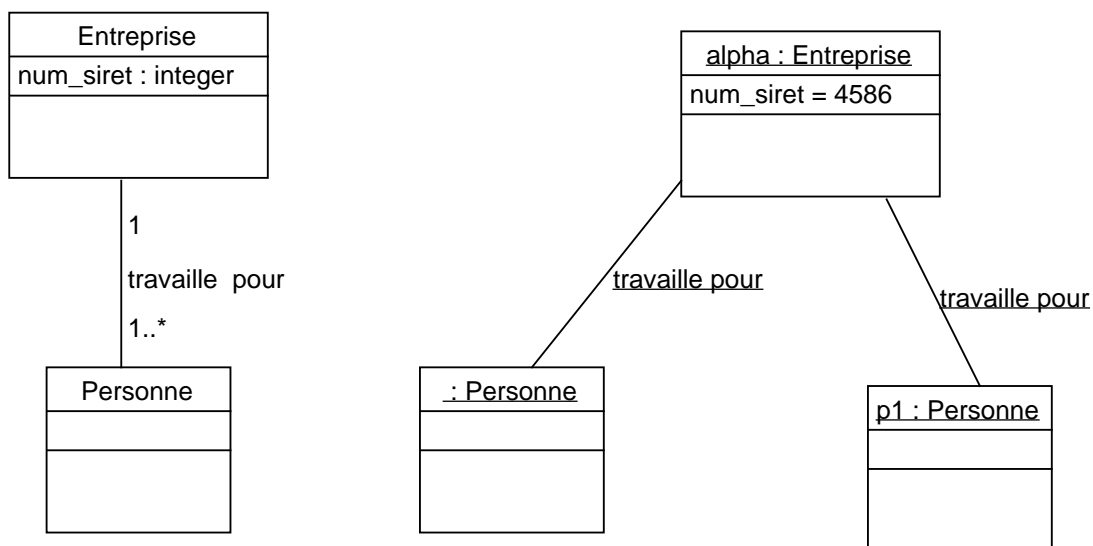 Entreprise
num_siret : integer
1
travaille pour
1..*
Personne
alpha : Entreprise
num_siret = 4586
travaille pour
travaille pour
: Personne
p1 : Personne